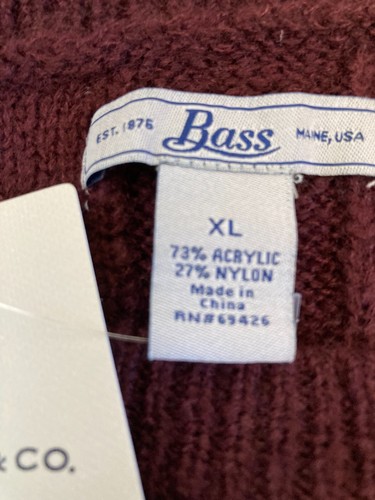 EST. 1876 Bass MAINE, USA
XL
73% ACRYLIC
27% NYLON
Made in
China
RN#69426
& CO.